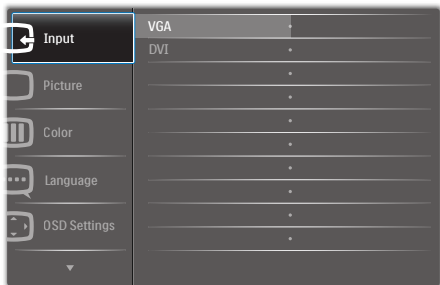 Input
VGA
DVI
Picture
Color
Language
OSD Settings